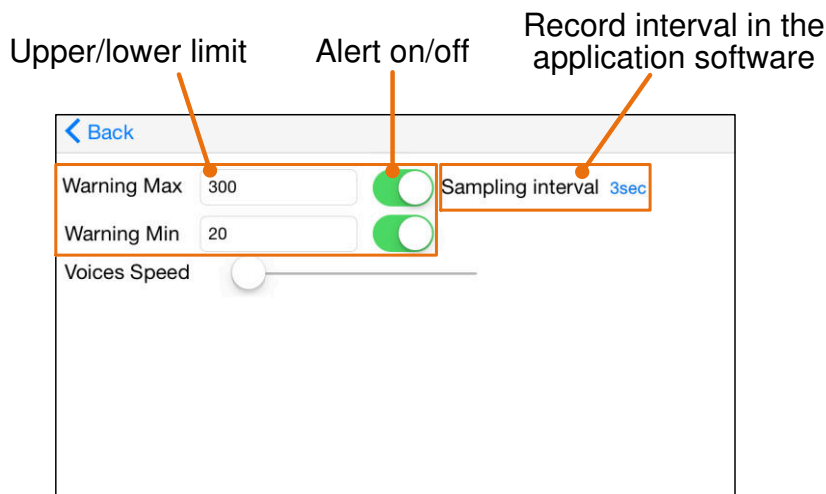 Upper/lower limit
Alert on/off
Record interval in the
application software
Back
Warning Max 300
Sampling interval 3sec
Warning Min 20
Voices Speed